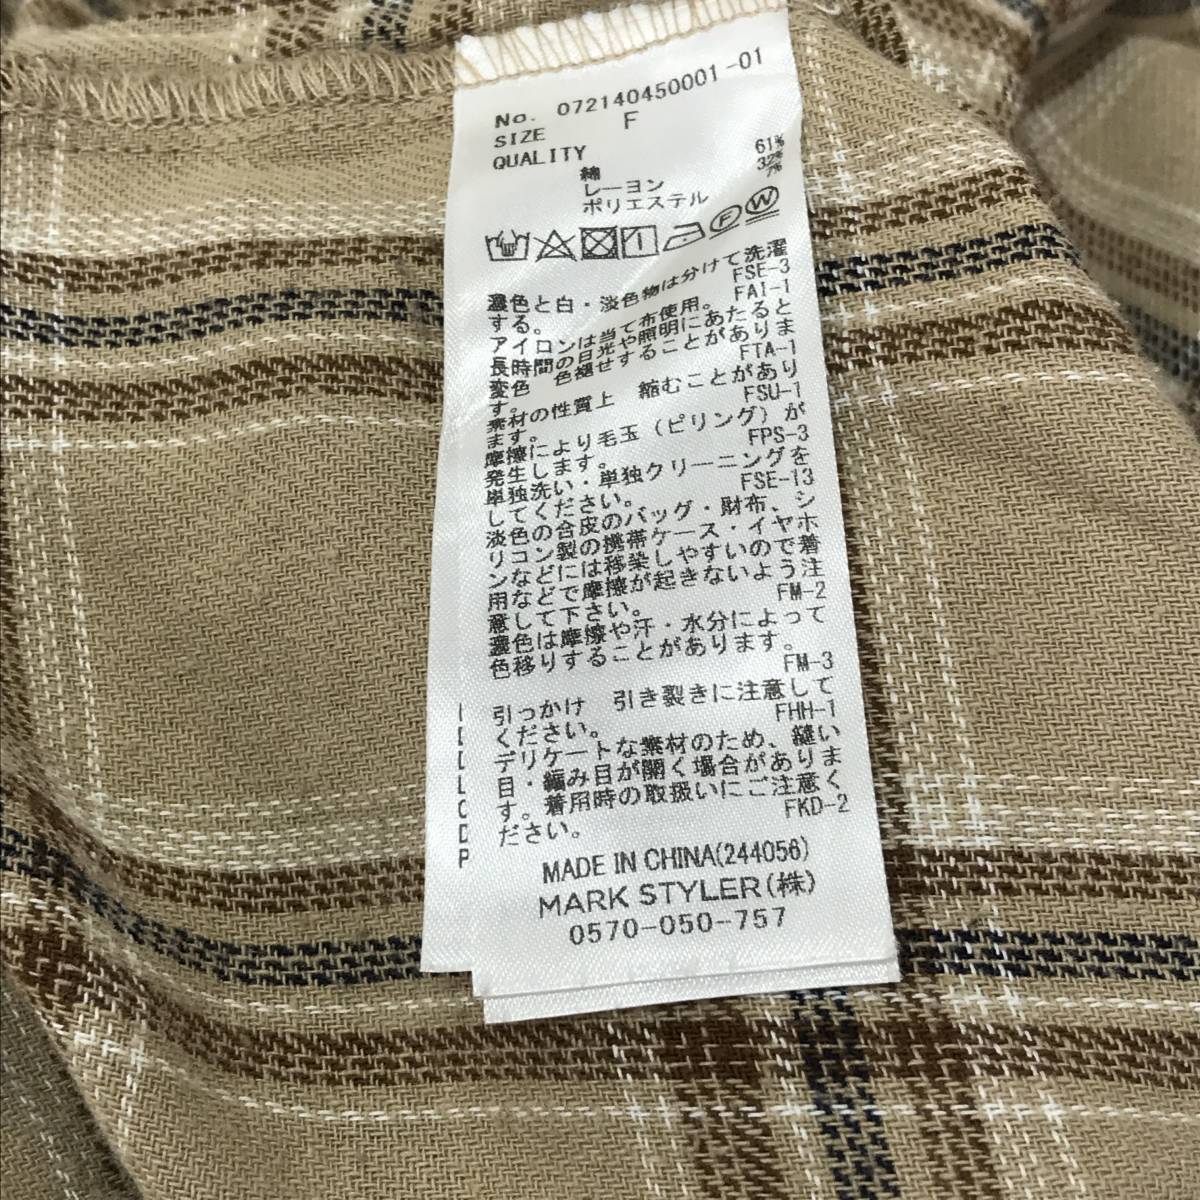 No. 072140450001-01
SIZE F
QUALITY
綿 61%
レーヨン 32%
ポリエステル 7%
F W
濃色と白・淡色物は分けて洗濯
する。 FSE-3
アイロンは当て布使用。 FAI-1
長時間の日光や照明にあたると
変色 色褪せすることがありま
す。 FTA-1
素材の性質上 縮むことがあり
ます。 FSU-1
摩擦により毛玉(ピリング)が
発生します。 FPS-3
単独洗い・単独クリーニングを
してください。 FSE-13
淡色の合皮のバッグ・財布、シ
リコン製の携帯ケース・イヤホ
ンなどには移染しやすいので着
用などで摩擦が起きないよう注
意して下さい。 FM-2
濃色は摩擦や汗・水分によって
色移りすることがあります。
FM-3
引っかけ 引き裂きに注意して
ください。 FHH-1
デリケートな素材のため、縫い
目・編み目が開く場合がありま
す。着用時の取扱いにご注意く
ださい。 FKD-2
MADE IN CHINA(244056)
MARK STYLER(株)
0570-050-757